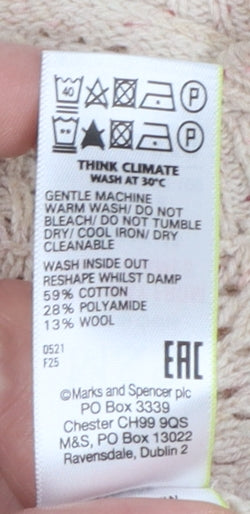 40 P
P
THINK CLIMATE
WASH AT 30°C
GENTLE MACHINE
WARM WASH/ DO NOT
BLEACH/ DO NOT TUMBLE
DRY/ COOL IRON/ DRY
CLEANABLE
WASH INSIDE OUT
RESHAPE WHILST DAMP
59% COTTON
28% POLYAMIDE
13% WOOL
0521
F25
EAC
©Marks and Spencer plc
PO Box 3339
Chester CH99 9QS
M&S, PO Box 13022
Ravensdale, Dublin 2